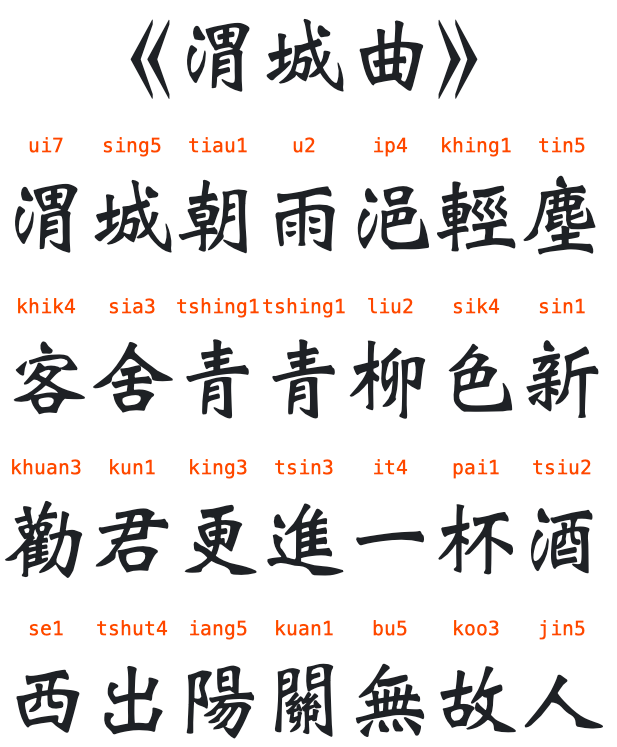 《渭城曲》
ui7 sing5 tiau1 u2 ip4 khing1 tin5
渭城朝雨浥輕塵
khik4 sia3 tshing1 tshing1 liu2 sik4 sin1
客舍青青柳色新
khuan3 kun1 king3 tsin3 it4 pai1 tsiu2
勸君更進一杯酒
se1 tshut4 iang5 kuan1 bu5 koo3 jin5
西出陽關無故人